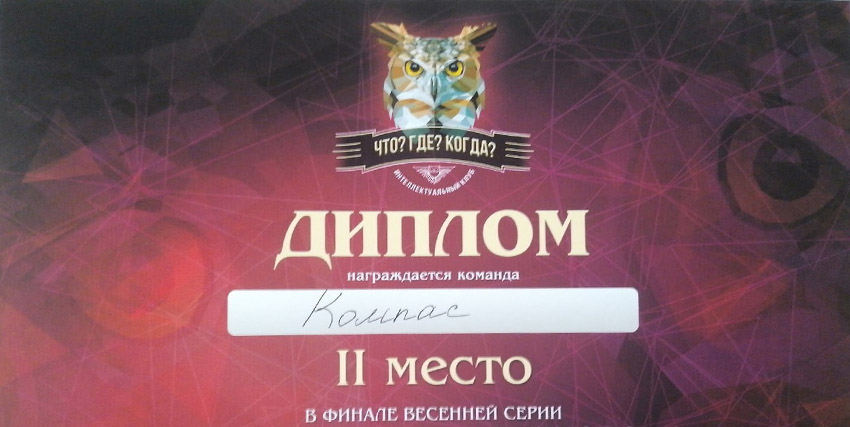 ЧТО? ГДЕ? КОГДА?
ИНТЕЛЛЕКТУАЛЬНЫЙ КЛУБ
ДИПЛОМ
награждается команда
Компас
II место
В ФИНАЛЕ ВЕСЕННЕЙ СЕРИИ